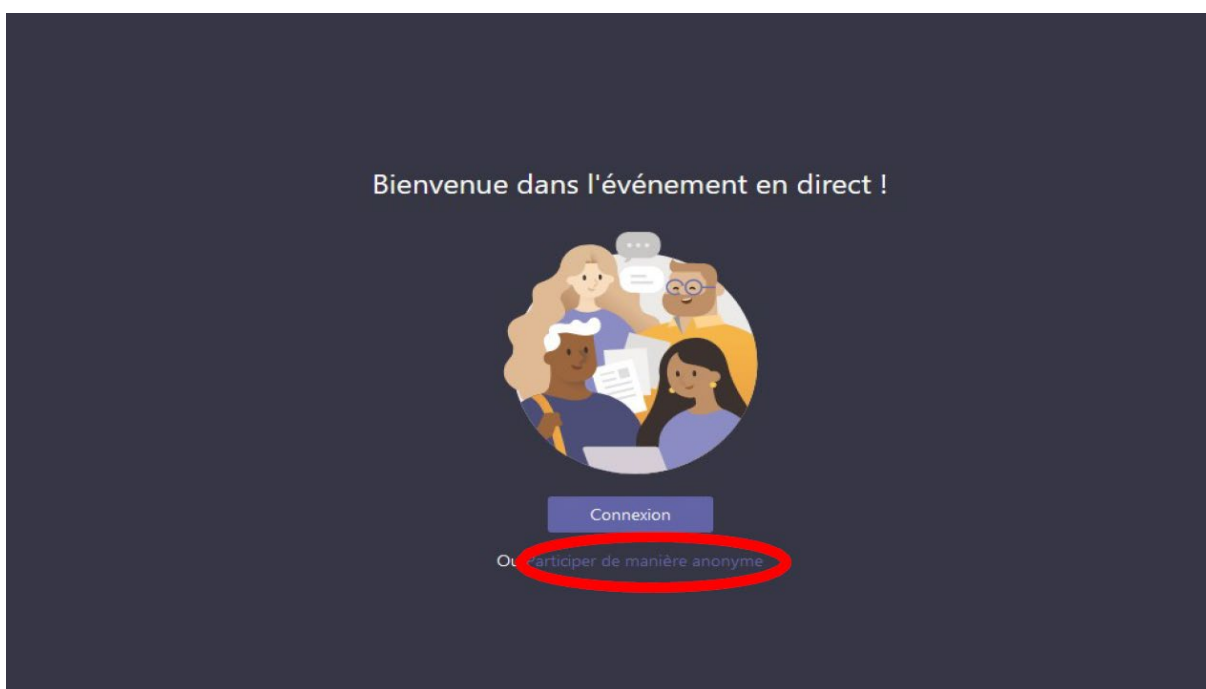 Bienvenue dans l'événement en direct !
Connexion
Ou Participer de manière anonyme